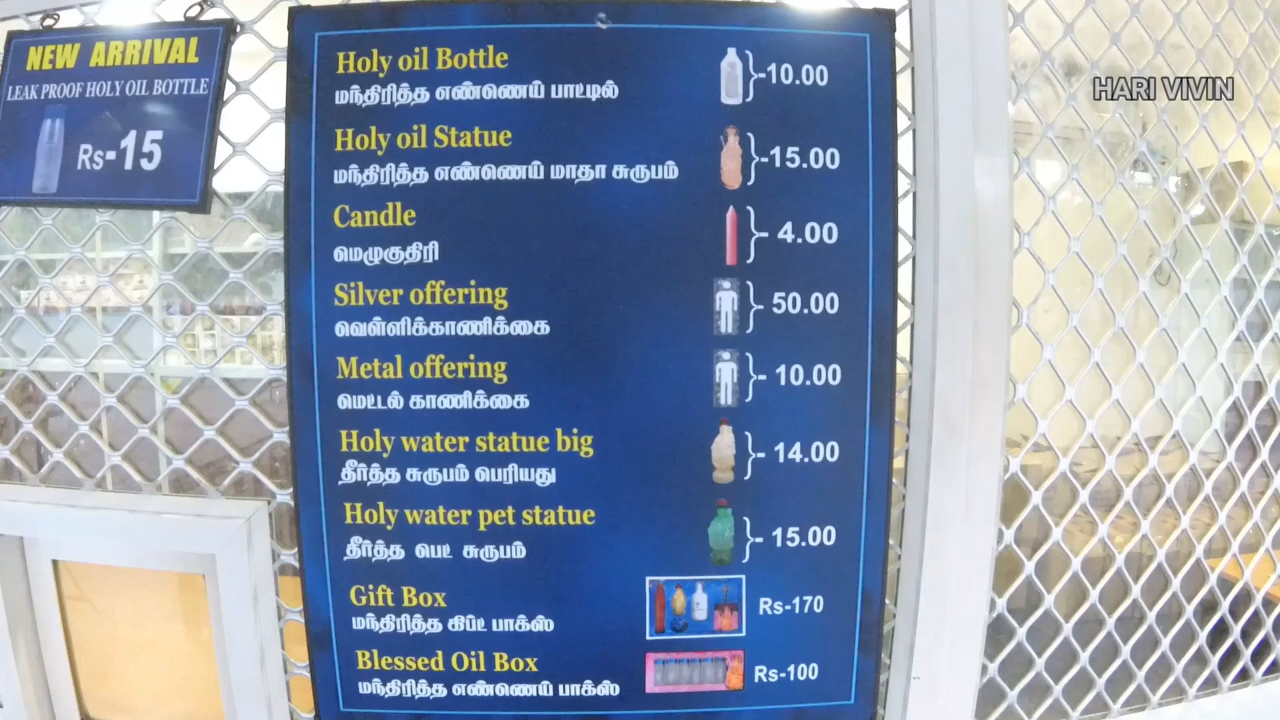 NEW ARRIVAL
LEAK PROOF HOLY OIL BOTTLE
Rs-15
HARI VIVIN
Holy oil Bottle
மந்திரித்த எண்ணெய் பாட்டில்
}-10.00
Holy oil Statue
மந்திரித்த எண்ணெய் மாதா சுருபம்
}-15.00
Candle
மெழுகுதிரி
}- 4.00
Silver offering
வெள்ளிக்காணிக்கை
}- 50.00
Metal offering
மெட்டல் காணிக்கை
}- 10.00
Holy water statue big
தீர்த்த சுருபம் பெரியது
}- 14.00
Holy water pet statue
தீர்த்த பெட் சுருபம்
}- 15.00
Gift Box
மந்திரித்த கிப்ட் பாக்ஸ்
Rs-170
Blessed Oil Box
மந்திரித்த எண்ணெய் பாக்ஸ்
Rs-100